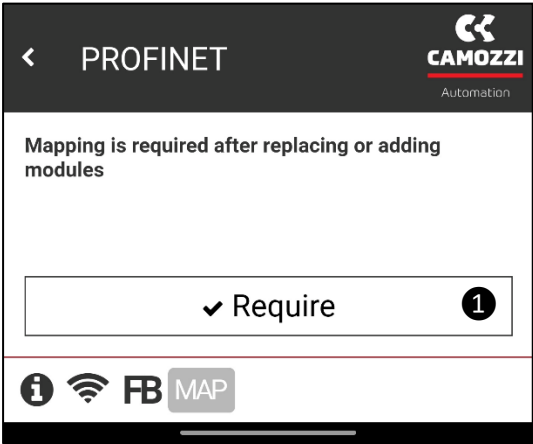 PROFINET
CAMOZZI
Automation
Mapping is required after replacing or adding
modules
Require
1
FB MAP